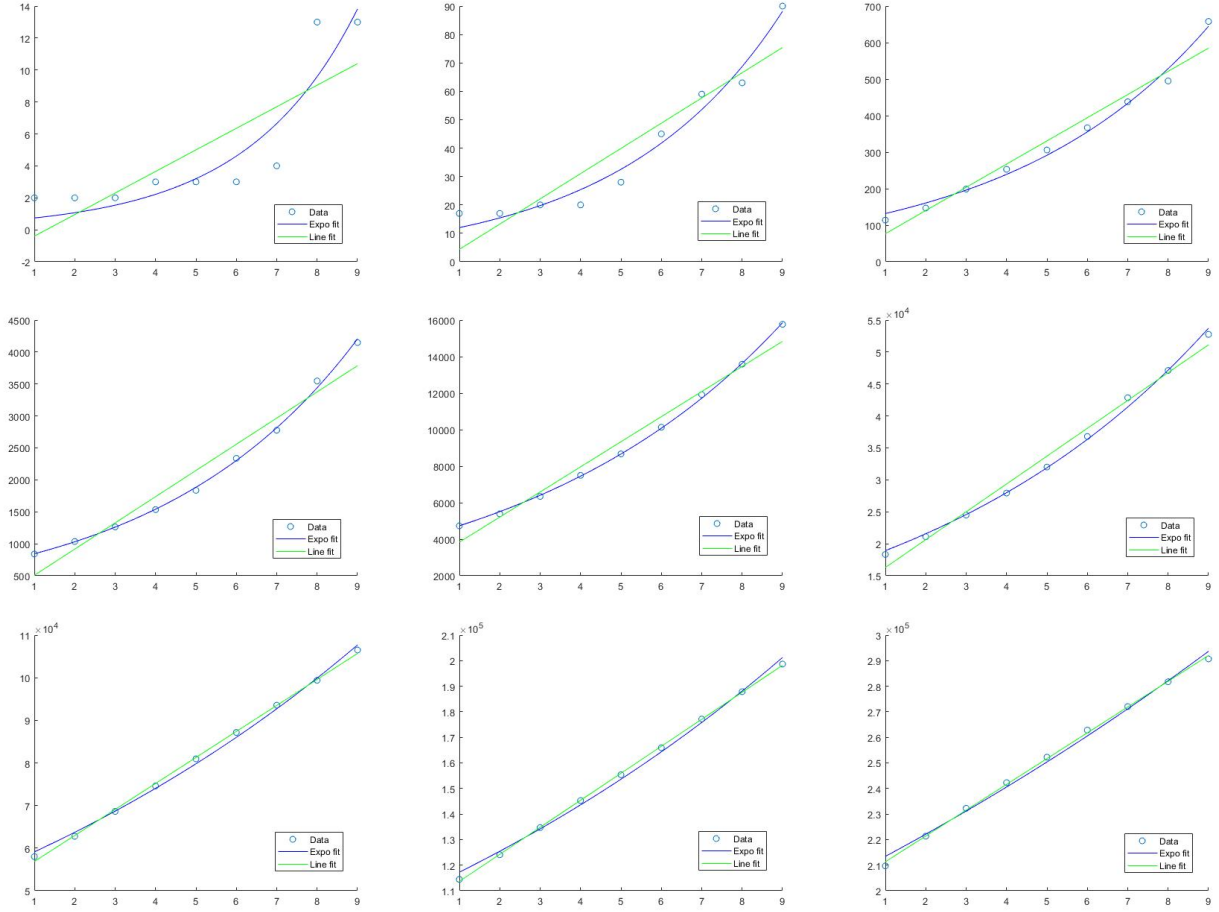 14
12
10
8
6
4
2
0
-2
1 2 3 4 5 6 7 8 9
Data
Expo fit
Line fit
90
80
70
60
50
40
30
20
10
0
1 2 3 4 5 6 7 8 9
Data
Expo fit
Line fit
700
600
500
400
300
200
100
0
1 2 3 4 5 6 7 8 9
Data
Expo fit
Line fit
4500
4000
3500
3000
2500
2000
1500
1000
500
1 2 3 4 5 6 7 8 9
Data
Expo fit
Line fit
16000
14000
12000
10000
8000
6000
4000
2000
1 2 3 4 5 6 7 8 9
Data
Expo fit
Line fit
×10⁴
5.5
5
4.5
4
3.5
3
2.5
2
1.5
1 2 3 4 5 6 7 8 9
Data
Expo fit
Line fit
×10⁴
11
10
9
8
7
6
5
1 2 3 4 5 6 7 8 9
Data
Expo fit
Line fit
×10⁵
2.1
2
1.9
1.8
1.7
1.6
1.5
1.4
1.3
1.2
1.1
1 2 3 4 5 6 7 8 9
Data
Expo fit
Line fit
×10⁵
3
2.9
2.8
2.7
2.6
2.5
2.4
2.3
2.2
2.1
2
1 2 3 4 5 6 7 8 9
Data
Expo fit
Line fit